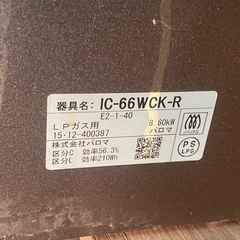 器具名: IC-66WCK-R
E2-1-40
LPガス用 8.60kW
15・12-400387 パロマ
株式会社パロマ
区分C 効率56.3%
区分L 効率210Wh
PS
LPG